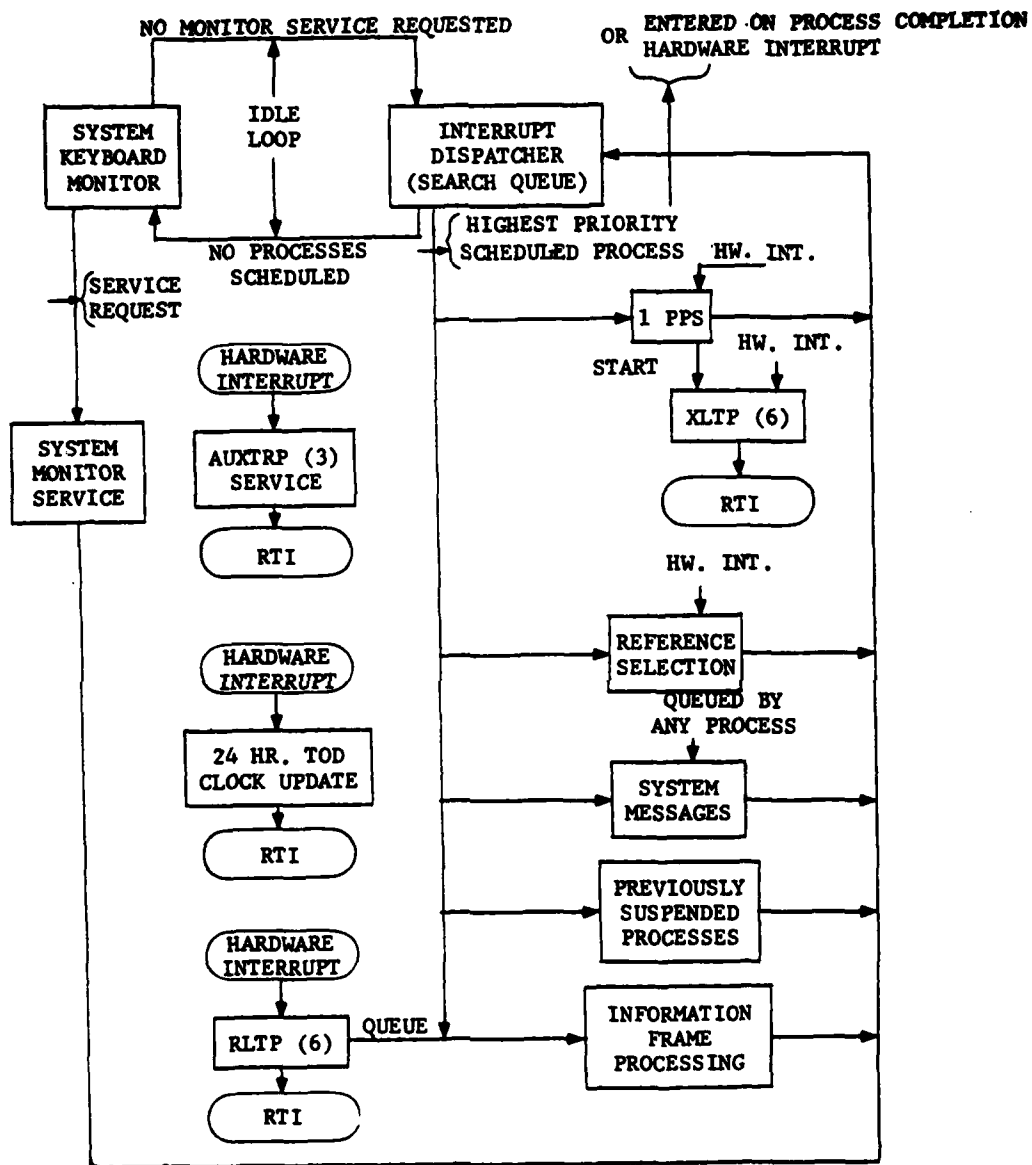 NO MONITOR SERVICE REQUESTED
OR
ENTERED ON PROCESS COMPLETION
HARDWARE INTERRUPT
SYSTEM
KEYBOARD
MONITOR
IDLE
LOOP
INTERRUPT
DISPATCHER
(SEARCH QUEUE)
NO PROCESSES
SCHEDULED
HIGHEST PRIORITY
SCHEDULED PROCESS
HW. INT.
SERVICE
REQUEST
1 PPS
START
HW. INT.
XLTP (6)
RTI
HARDWARE
INTERRUPT
AUXTRP (3)
SERVICE
RTI
SYSTEM
MONITOR
SERVICE
HW. INT.
REFERENCE
SELECTION
HARDWARE
INTERRUPT
24 HR. TOD
CLOCK UPDATE
RTI
QUEUED BY
ANY PROCESS
SYSTEM
MESSAGES
PREVIOUSLY
SUSPENDED
PROCESSES
HARDWARE
INTERRUPT
RLTP (6)
QUEUE
RTI
INFORMATION
FRAME
PROCESSING